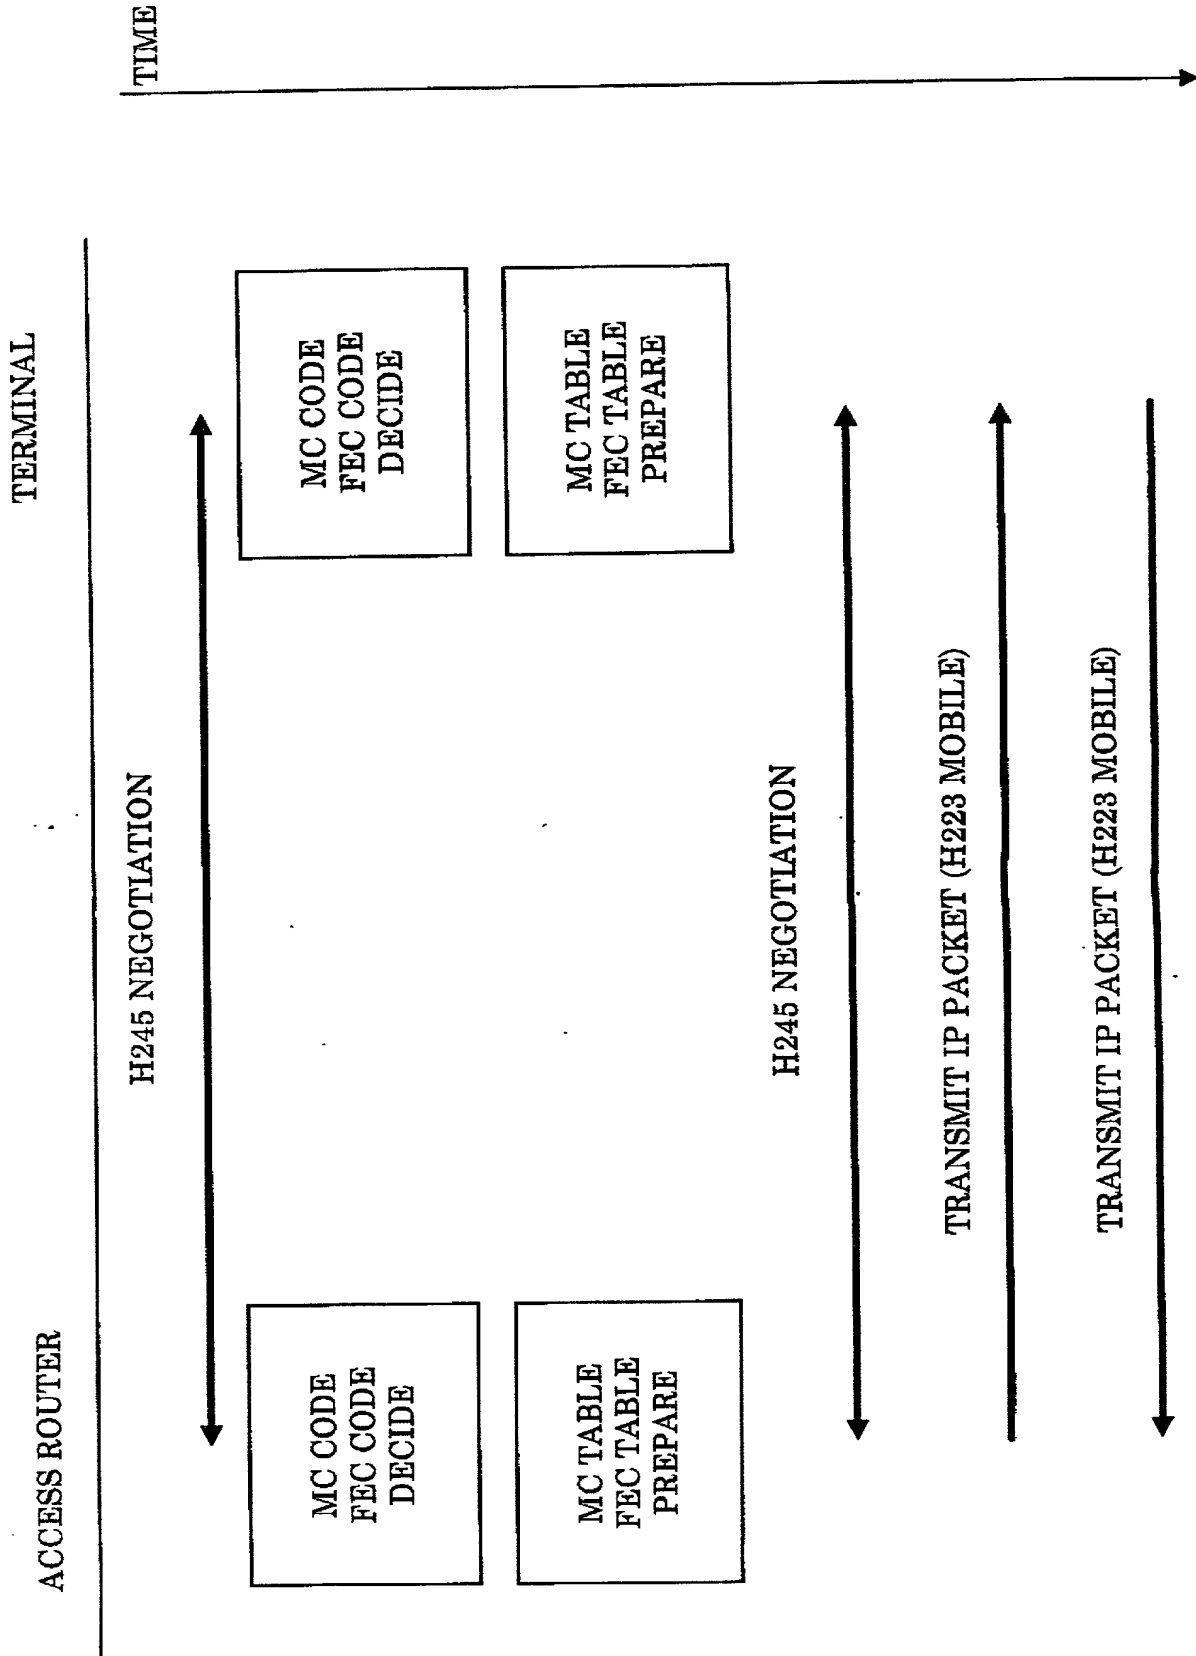 ACCESS ROUTER
TERMINAL
TIME
H245 NEGOTIATION
MC CODE
FEC CODE
DECIDE
MC CODE
FEC CODE
DECIDE
MC TABLE
FEC TABLE
PREPARE
MC TABLE
FEC TABLE
PREPARE
H245 NEGOTIATION
TRANSMIT IP PACKET (H223 MOBILE)
TRANSMIT IP PACKET (H223 MOBILE)